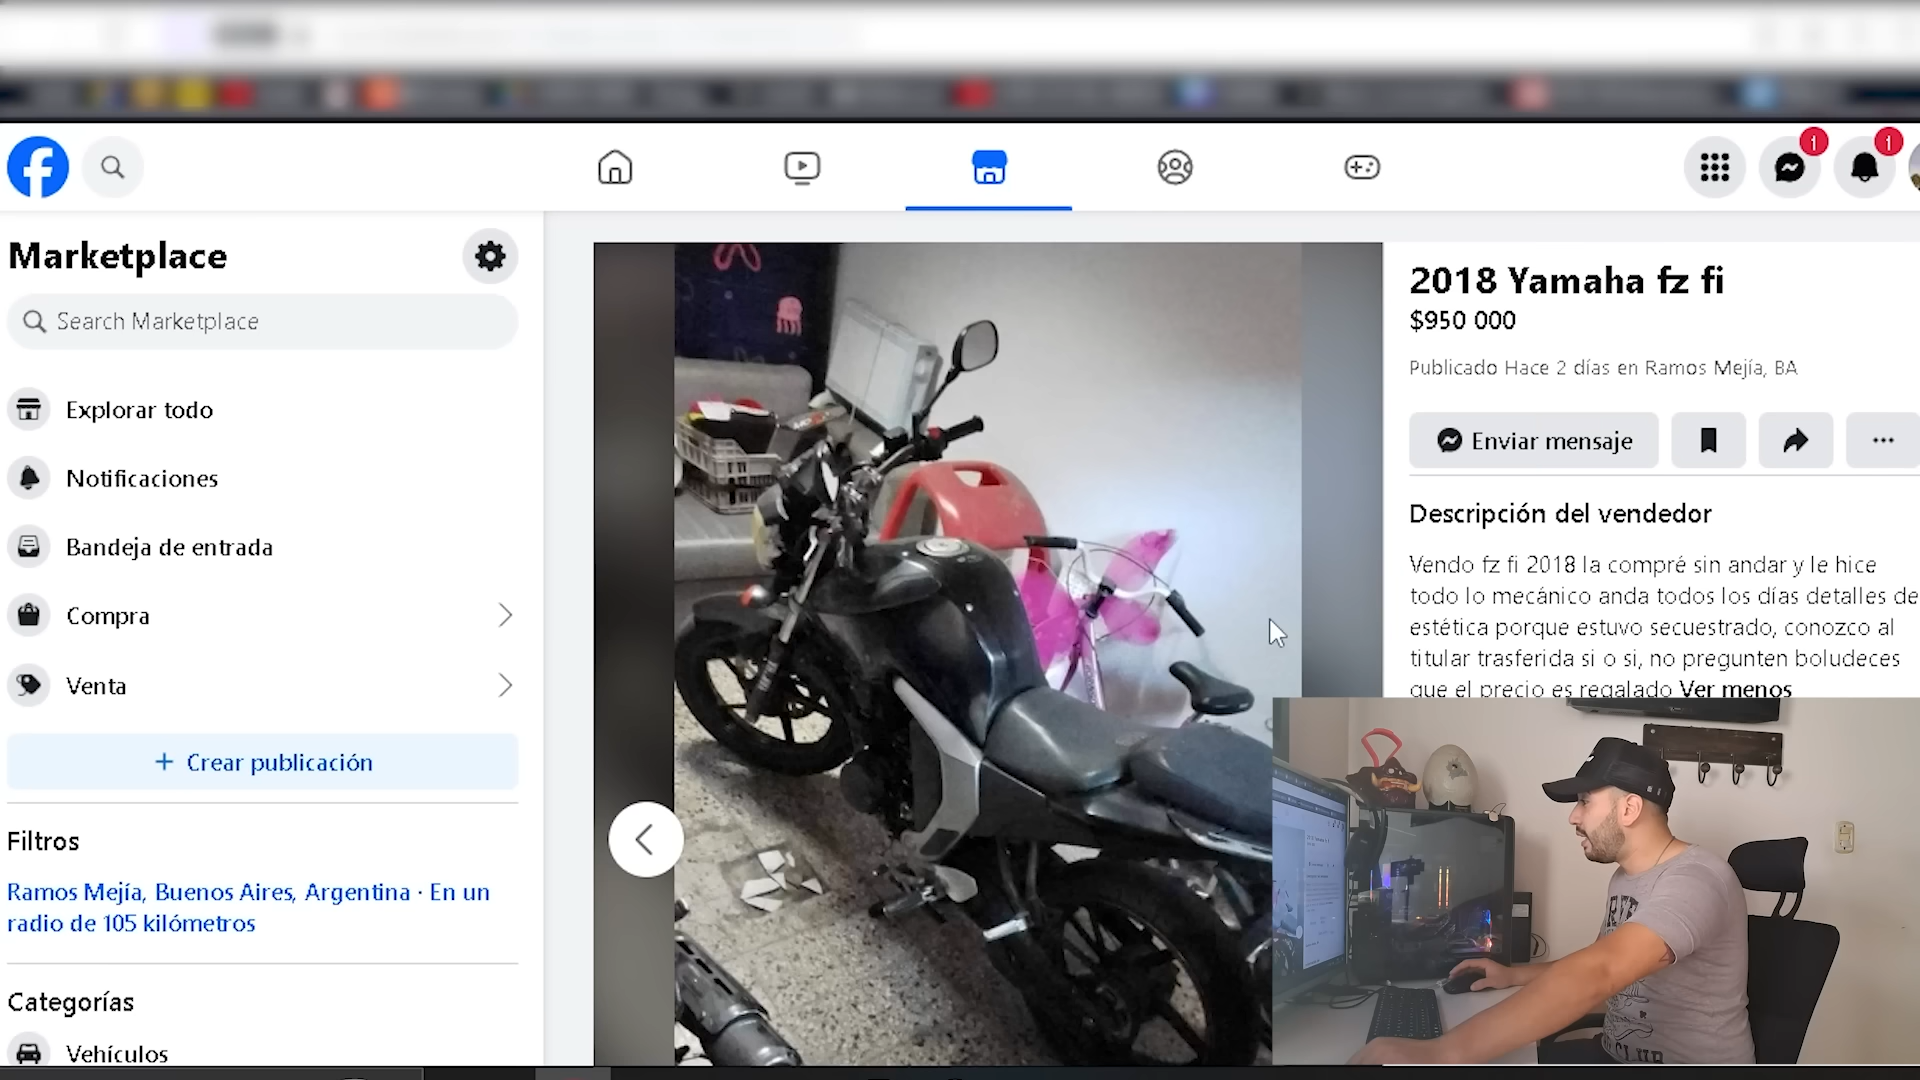 1
1
Marketplace
Search Marketplace
Explorar todo
Notificaciones
Bandeja de entrada
Compra
Venta
+ Crear publicación
Filtros
Ramos Mejía, Buenos Aires, Argentina · En un
radio de 105 kilómetros
Categorías
Vehículos
2018 Yamaha fz fi
$950 000
Publicado Hace 2 días en Ramos Mejía, BA
Enviar mensaje
Descripción del vendedor
Vendo fz fi 2018 la compré sin andar y le hice
todo lo mecánico anda todos los días detalles de
estética porque estuvo secuestrado, conozco al
titular trasferida si o si, no pregunten boludeces
que el precio es regalado Ver menos